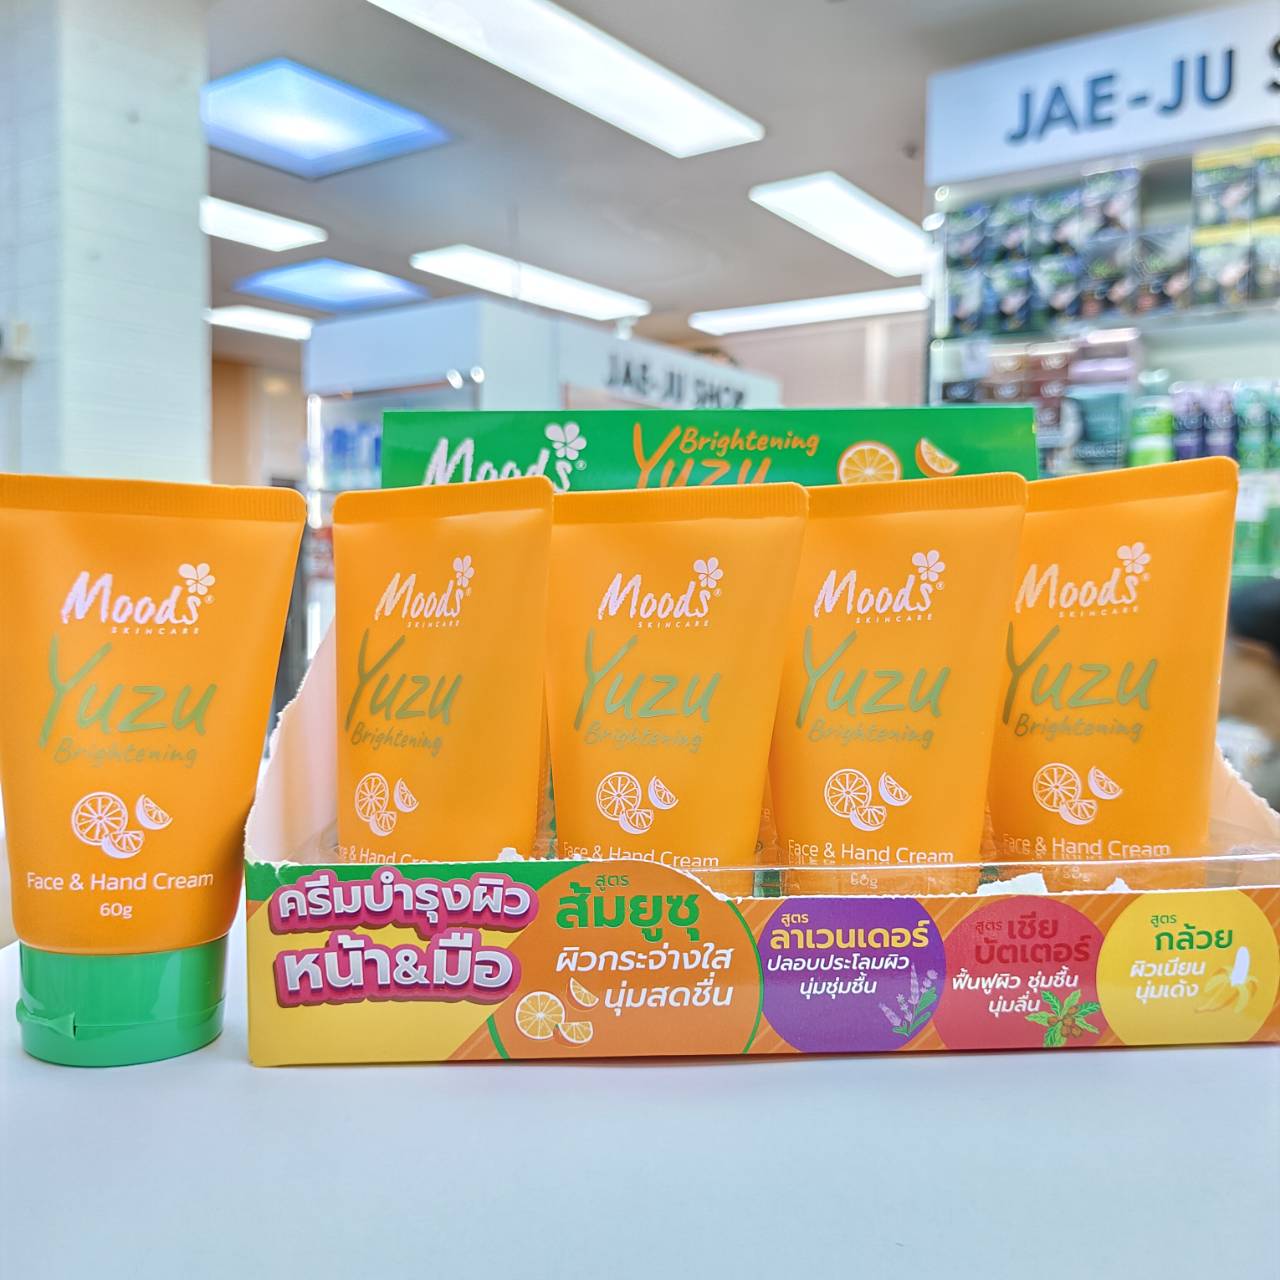 JAE-JU S
JAE-JU SHOP
Moods
Brightening
Yuzu
Moods
SKINCARE
Yuzu
Brightening
Face & Hand Cream
60g
Moods
SKINCARE
Yuzu
Brightening
Face & Hand Cream
Moods
SKINCARE
Yuzu
Brightening
Face & Hand Cream
Moods
SKINCARE
Yuzu
Brightening
Face & Hand Cream
60g
Moods
SKINCARE
Yuzu
Brightening
Face & Hand Cream
ครีมบำรุงผิว
หน้า&มือ
สูตร
ส้มยูซุ
ผิวกระจ่างใส
นุ่มสดชื่น
สูตร
ลาเวนเดอร์
ปลอบประโลมผิว
นุ่มชุ่มชื้น
สูตร เชีย
บัตเตอร์
ฟื้นฟูผิว ชุ่มชื้น
นุ่มลื่น
สูตร
กล้วย
ผิวเนียน
นุ่มเด้ง